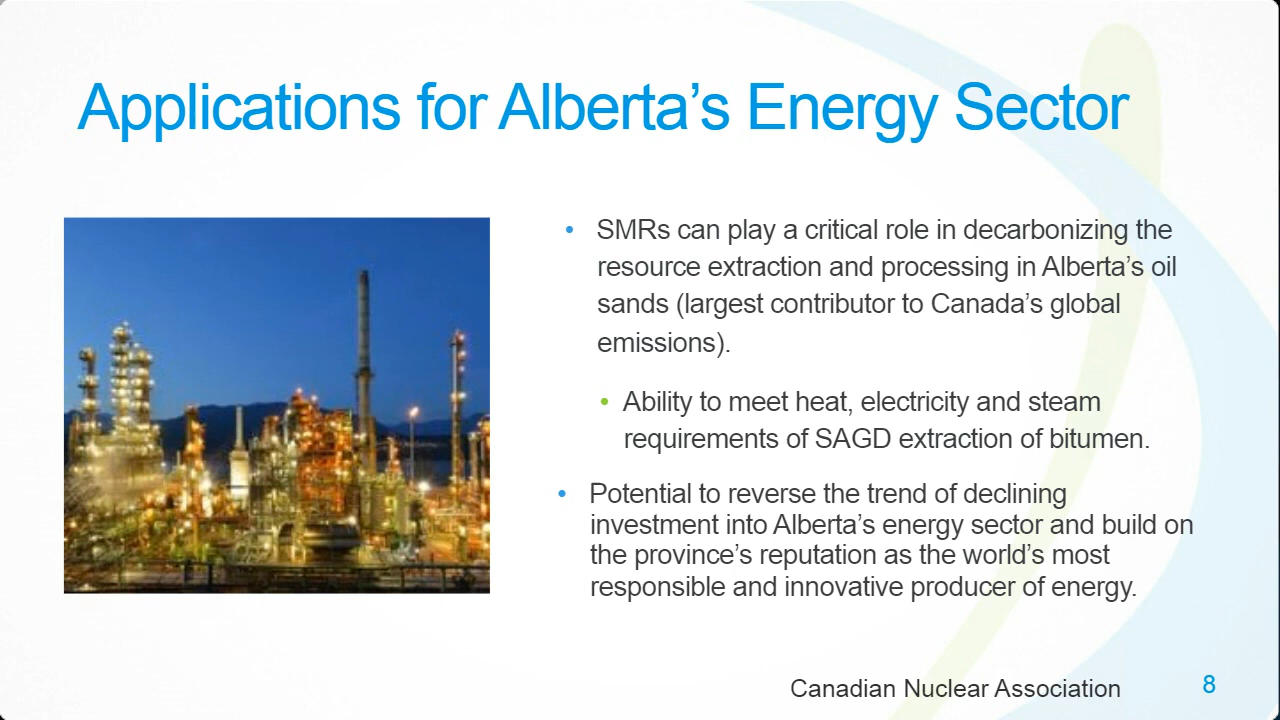 Applications for Alberta’s Energy Sector
• SMRs can play a critical role in decarbonizing the
resource extraction and processing in Alberta’s oil
sands (largest contributor to Canada’s global
emissions).
• Ability to meet heat, electricity and steam
requirements of SAGD extraction of bitumen.
• Potential to reverse the trend of declining
investment into Alberta’s energy sector and build on
the province’s reputation as the world’s most
responsible and innovative producer of energy.
Canadian Nuclear Association
8